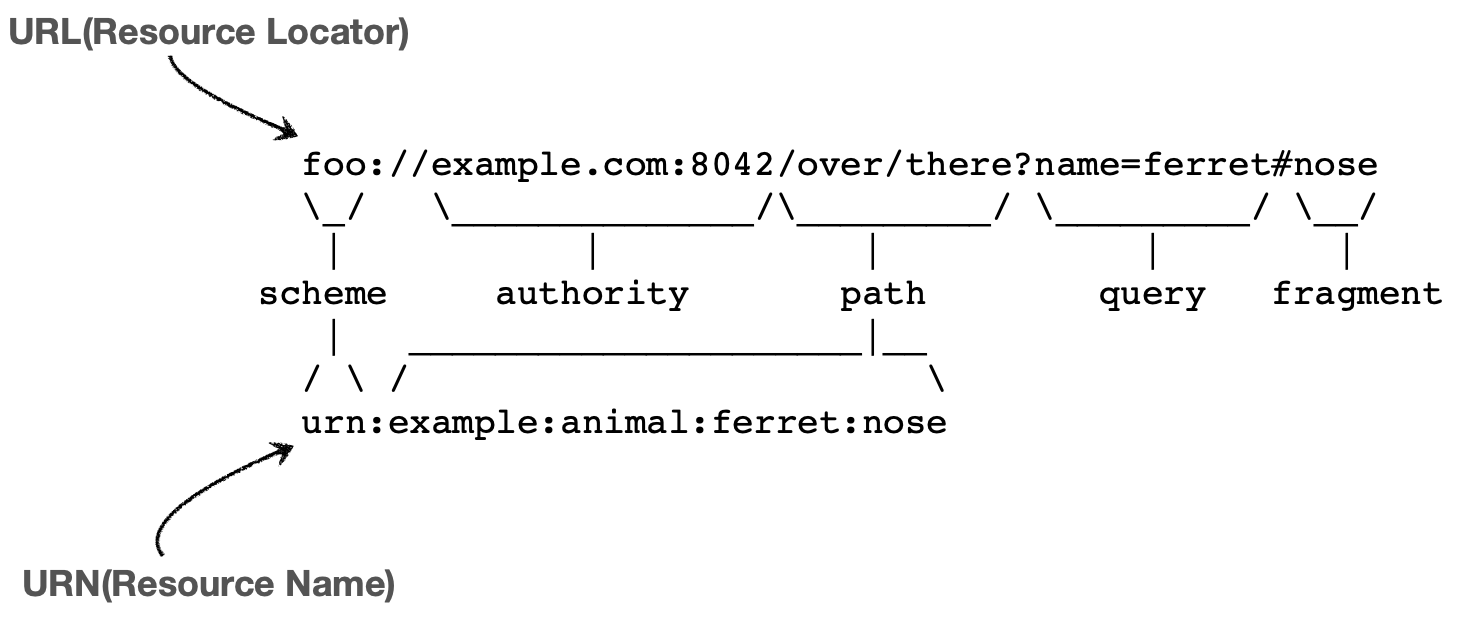 URL(Resource Locator)
foo://example.com:8042/over/there?name=ferret#nose
scheme authority path query fragment
urn:example:animal:ferret:nose
URN(Resource Name)